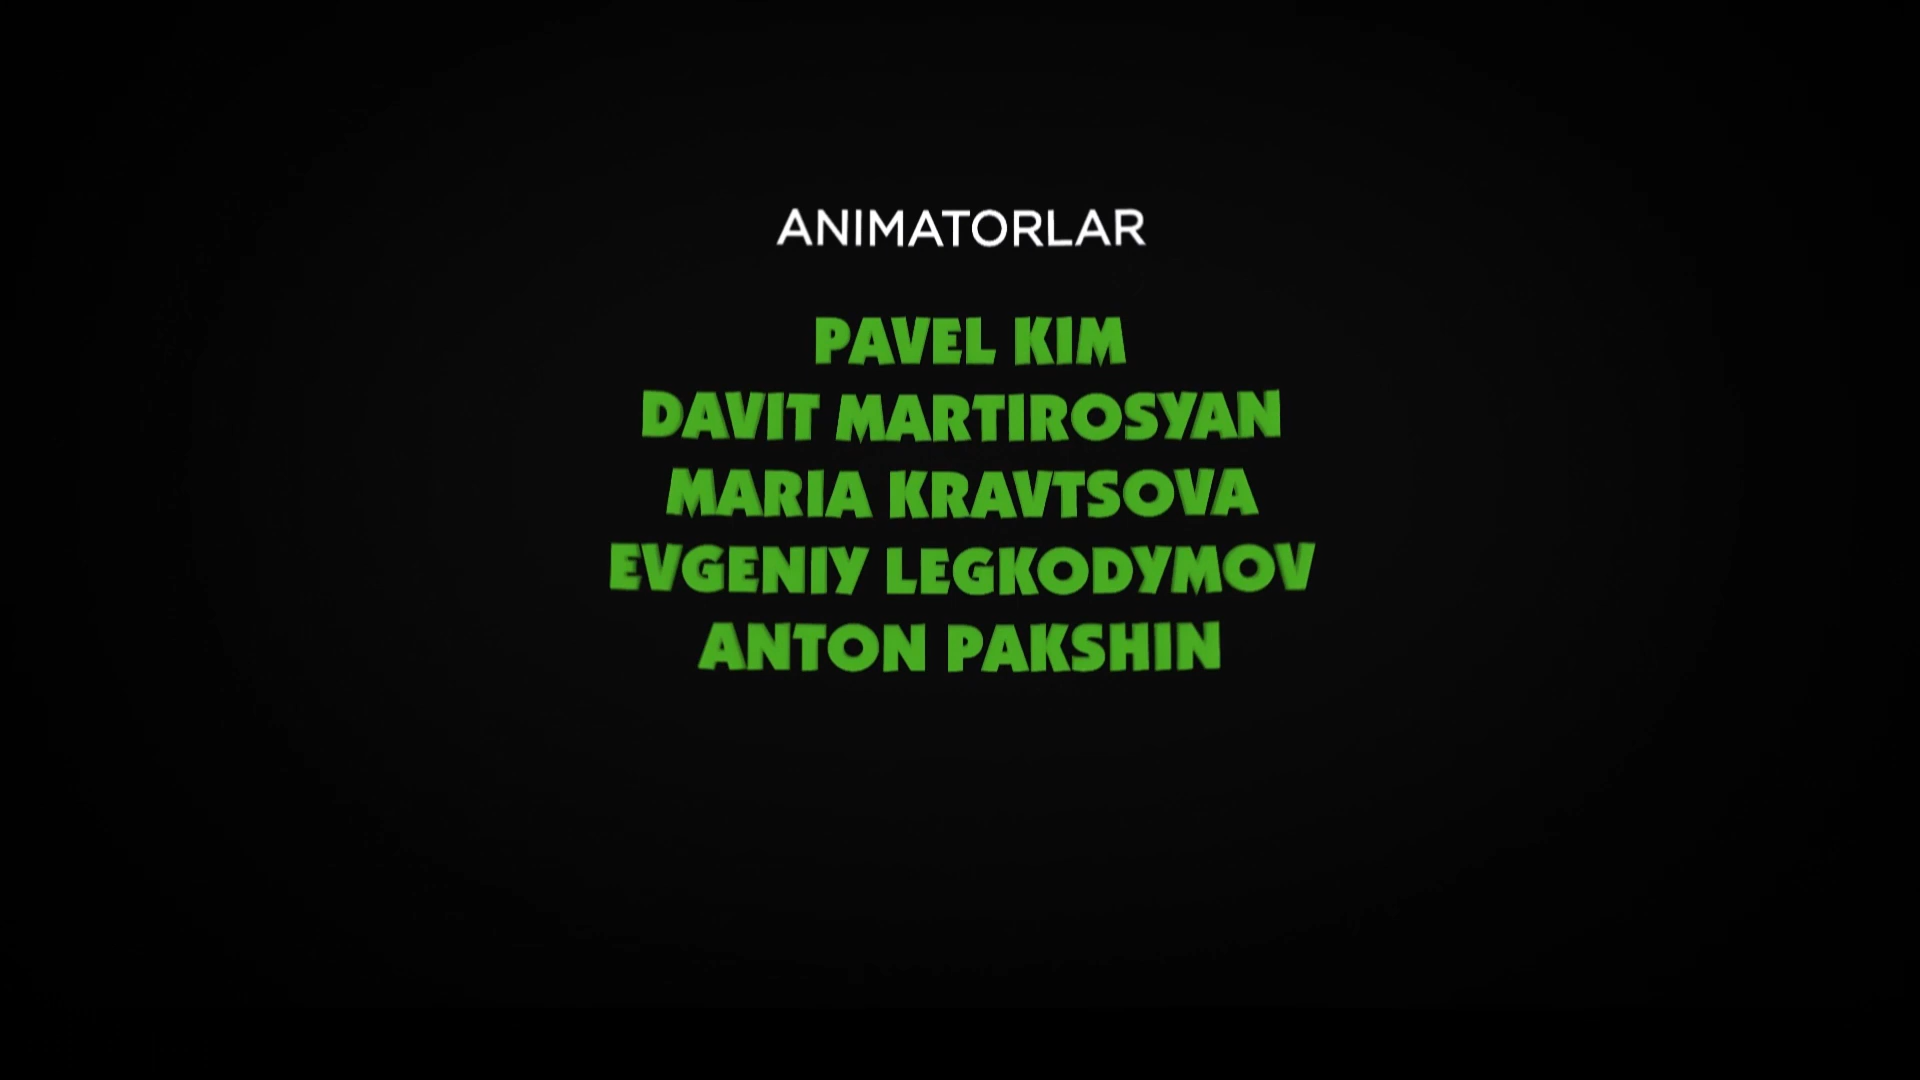 ANIMATORLAR
PAVEL KIM
DAVIT MARTIROSYAN
MARIA KRAVTSOVA
EVGENIY LEGKODYMOV
ANTON PAKSHIN